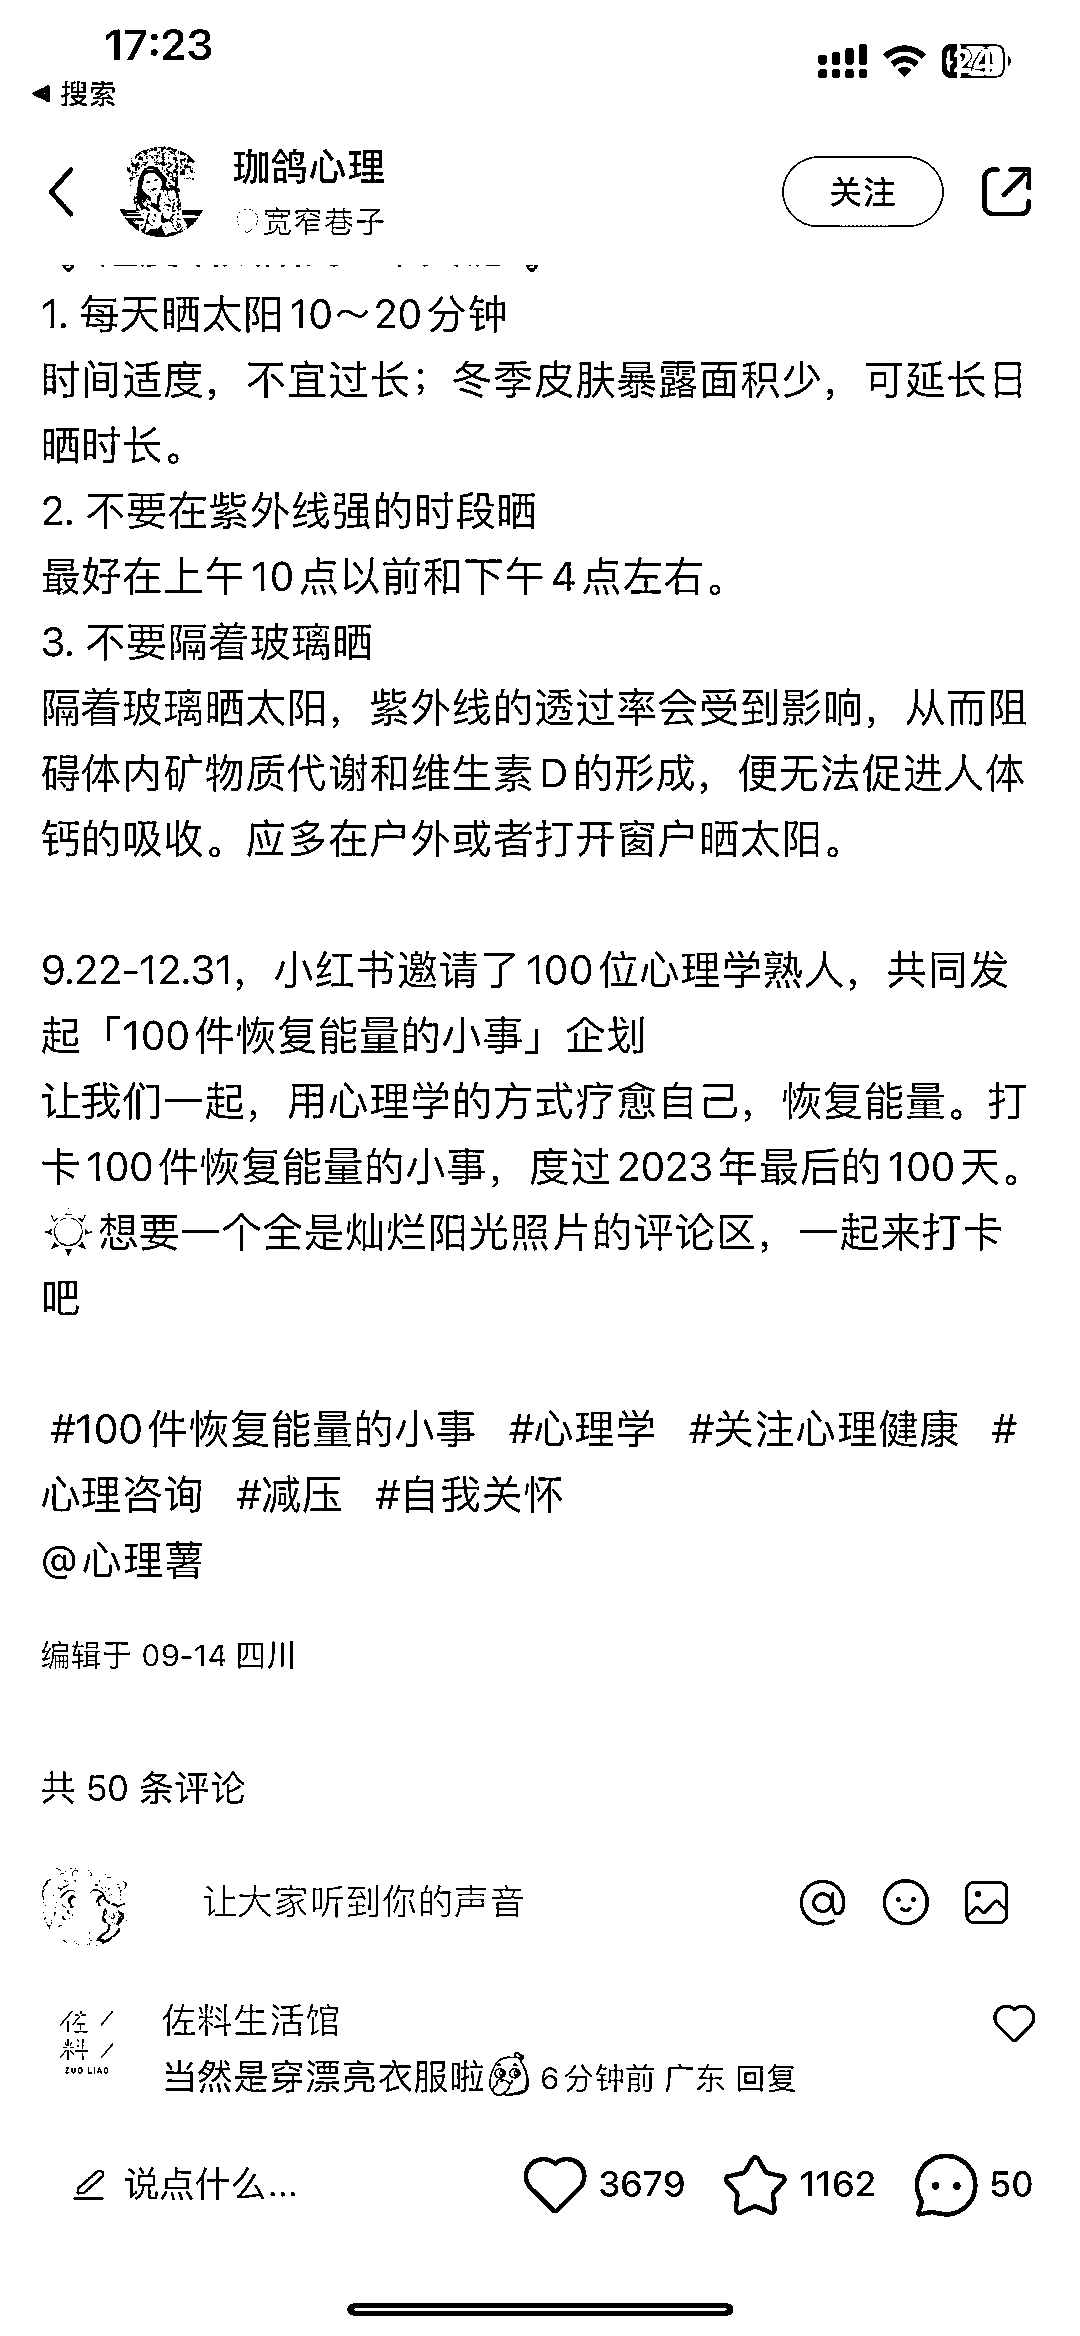 17:23
搜索
珈鸽心理
宽窄巷子
关注
1. 每天晒太阳10～20分钟
时间适度，不宜过长；冬季皮肤暴露面积少，可延长日
晒时长。
2. 不要在紫外线强的时段晒
最好在上午10点以前和下午4点左右。
3. 不要隔着玻璃晒
隔着玻璃晒太阳，紫外线的透过率会受到影响，从而阻
碍体内矿物质代谢和维生素D的形成，便无法促进人体
钙的吸收。应多在户外或者打开窗户晒太阳。
9.22-12.31，小红书邀请了100位心理学熟人，共同发
起「100件恢复能量的小事」企划
让我们一起，用心理学的方式疗愈自己，恢复能量。打
卡100件恢复能量的小事，度过2023年最后的100天。
想要一个全是灿烂阳光照片的评论区，一起来打卡
吧
#100件恢复能量的小事 #心理学 #关注心理健康 #
心理咨询 #减压 #自我关怀
@心理薯
编辑于 09-14 四川
共 50 条评论
让大家听到你的声音
佐料
ZUO LIAO
佐料生活馆
当然是穿漂亮衣服啦 6分钟前 广东 回复
说点什么... 3679 1162 50